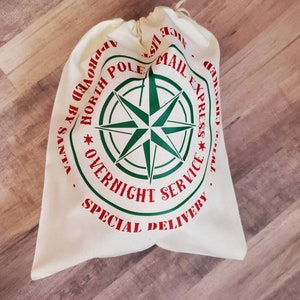 NORTH POLE MAIL EXPRESS
OVERNIGHT SERVICE
APPROVED BY SANTA
SPECIAL DELIVERY